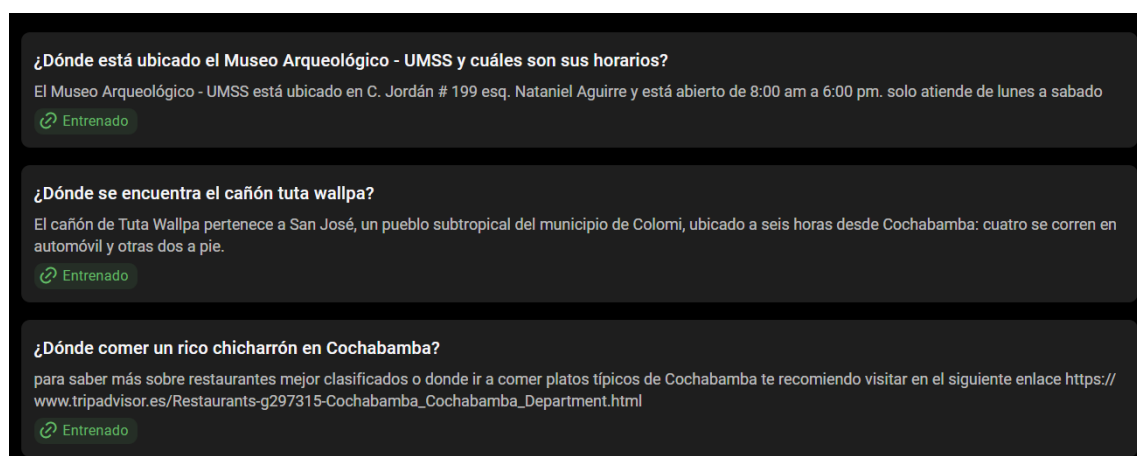 ¿Dónde está ubicado el Museo Arqueológico - UMSS y cuáles son sus horarios?
El Museo Arqueológico - UMSS está ubicado en C. Jordán # 199 esq. Nataniel Aguirre y está abierto de 8:00 am a 6:00 pm. solo atiende de lunes a sabado
Entrenado
¿Dónde se encuentra el cañón tuta wallpa?
El cañón de Tuta Wallpa pertenece a San José, un pueblo subtropical del municipio de Colomi, ubicado a seis horas desde Cochabamba: cuatro se corren en
automóvil y otras dos a pie.
Entrenado
¿Dónde comer un rico chicharrón en Cochabamba?
para saber más sobre restaurantes mejor clasificados o donde ir a comer platos típicos de Cochabamba te recomiendo visitar en el siguiente enlace https://
www.tripadvisor.es/Restaurants-g297315-Cochabamba_Cochabamba_Department.html
Entrenado